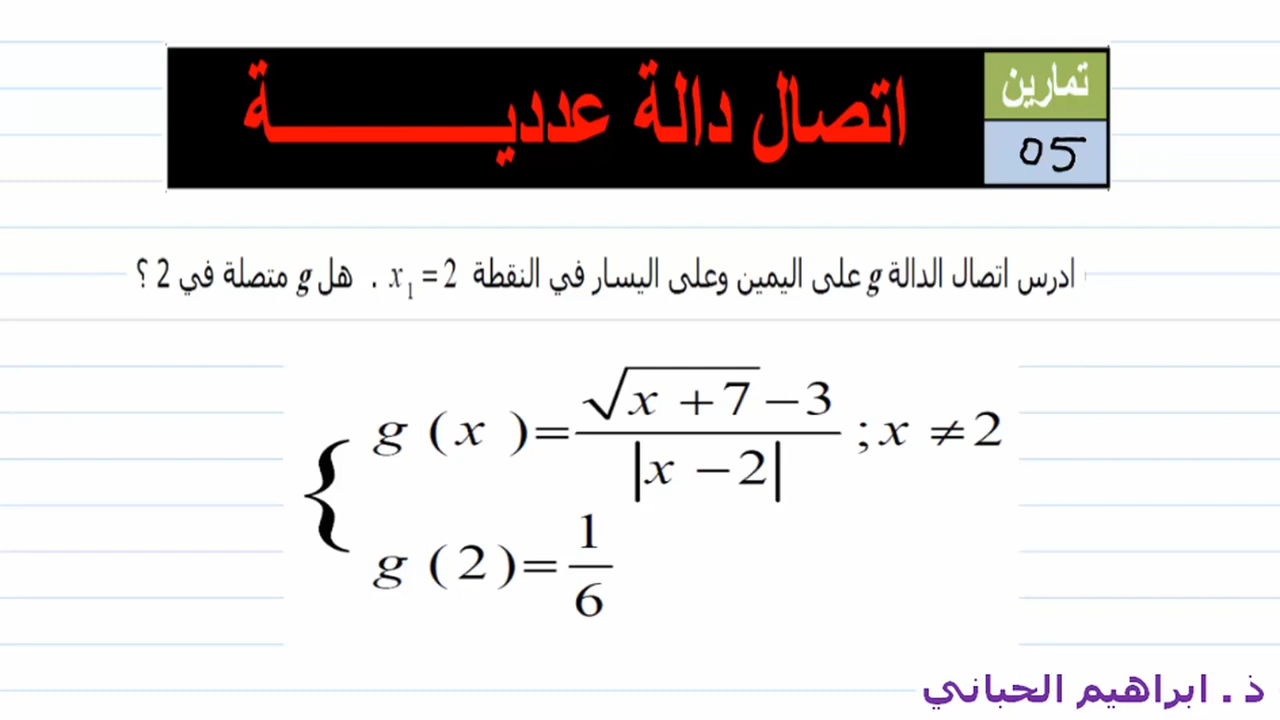 تمارين
05
اتصال دالة عدديـــــــــــة
ادرس اتصال الدالة g على اليمين وعلى اليسار في النقطة x₁ = 2 . هل g متصلة في 2 ؟
g (x) = (√(x + 7) − 3) / |x − 2| ; x ≠ 2
g (2) = 1/6
ذ . ابراهيم الحباني